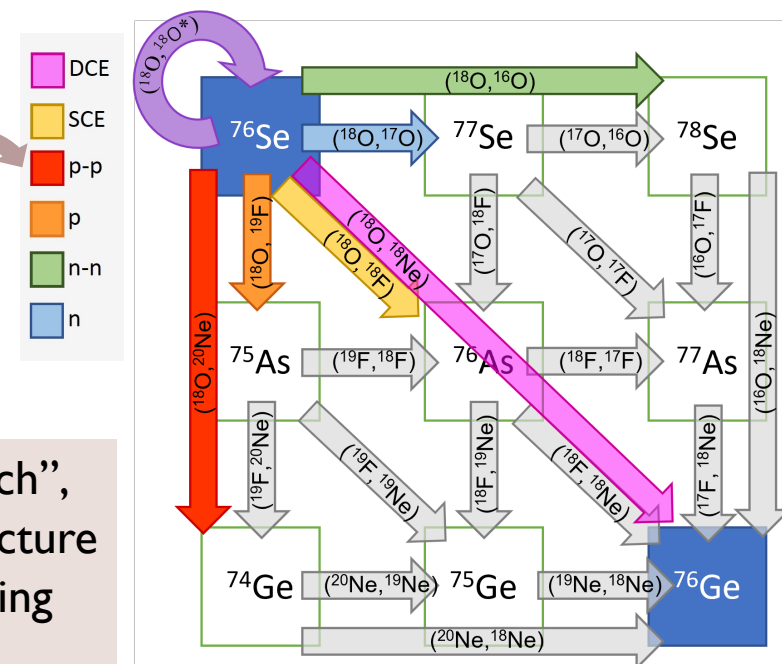 DCE
SCE
p-p
p
n-n
n
ch”,
cture
ing
(¹⁸O,¹⁸O*)
(¹⁸O,¹⁶O)
⁷⁶Se
(¹⁸O,¹⁷O)
⁷⁷Se
(¹⁷O,¹⁶O)
⁷⁸Se
(¹⁸O,²⁰Ne)
(¹⁸O, ¹⁹F)
(¹⁸O, ¹⁸F)
(¹⁸O, ¹⁸Ne)
(¹⁷O,¹⁸F)
(¹⁷O,¹⁷F)
(¹⁶O,¹⁷F)
(¹⁶O,¹⁸Ne)
⁷⁵As
(¹⁹F,¹⁸F)
⁷⁶As
(¹⁸F,¹⁷F)
⁷⁷As
(¹⁹F,²⁰Ne)
(¹⁹F, ¹⁹Ne)
(¹⁸F, ¹⁹Ne)
(¹⁸F, ¹⁸Ne)
(¹⁷F, ¹⁸Ne)
⁷⁴Ge
(²⁰Ne,¹⁹Ne)
⁷⁵Ge
(¹⁹Ne,¹⁸Ne)
⁷⁶Ge
(²⁰Ne,¹⁸Ne)